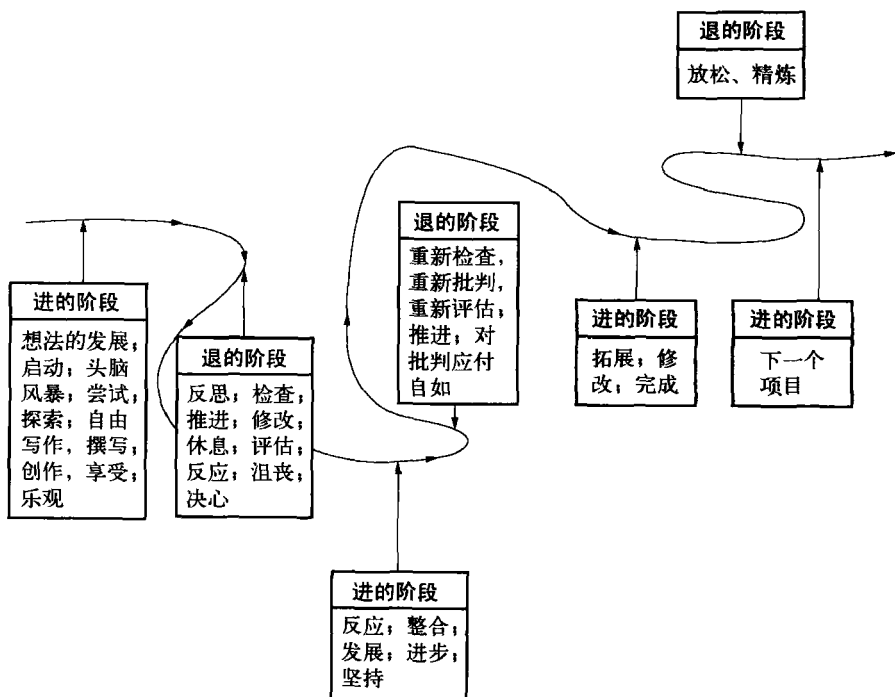 退的阶段
放松、精炼
退的阶段
重新检查，
重新批判，
重新评估；
推进；对
批判应付
自如
进的阶段
想法的发展；
启动；头脑
风暴；尝试；
探索；自由
写作，撰写；
创作，享受；
乐观
退的阶段
反思；检查；
推进；修改；
休息；评估；
反应；沮丧；
决心
进的阶段
拓展；修
改；完成
进的阶段
下一个
项目
进的阶段
反应；整合；
发展；进步；
坚持